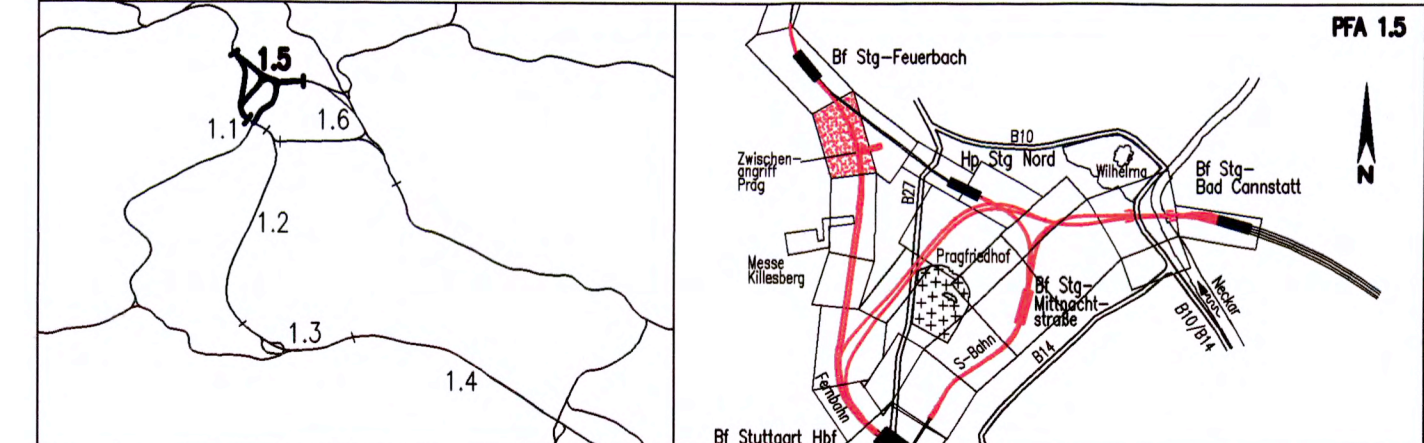 1.5
1.1
1.6
1.2
1.3
1.4
PFA 1.5
Bf Stg-Feuerbach
N
B10
Hp Stg Nord
Wilhelma
Bf Stg-
Bad Cannstatt
Zwischen-
angriff
Prag
B27
Messe
Killesberg
Pragfriedhof
Bf Stg-
Mittnacht-
straße
Neckar
B10/B14
S-Bahn
B14
Fernbahn
Bf Stuttgart Hbf